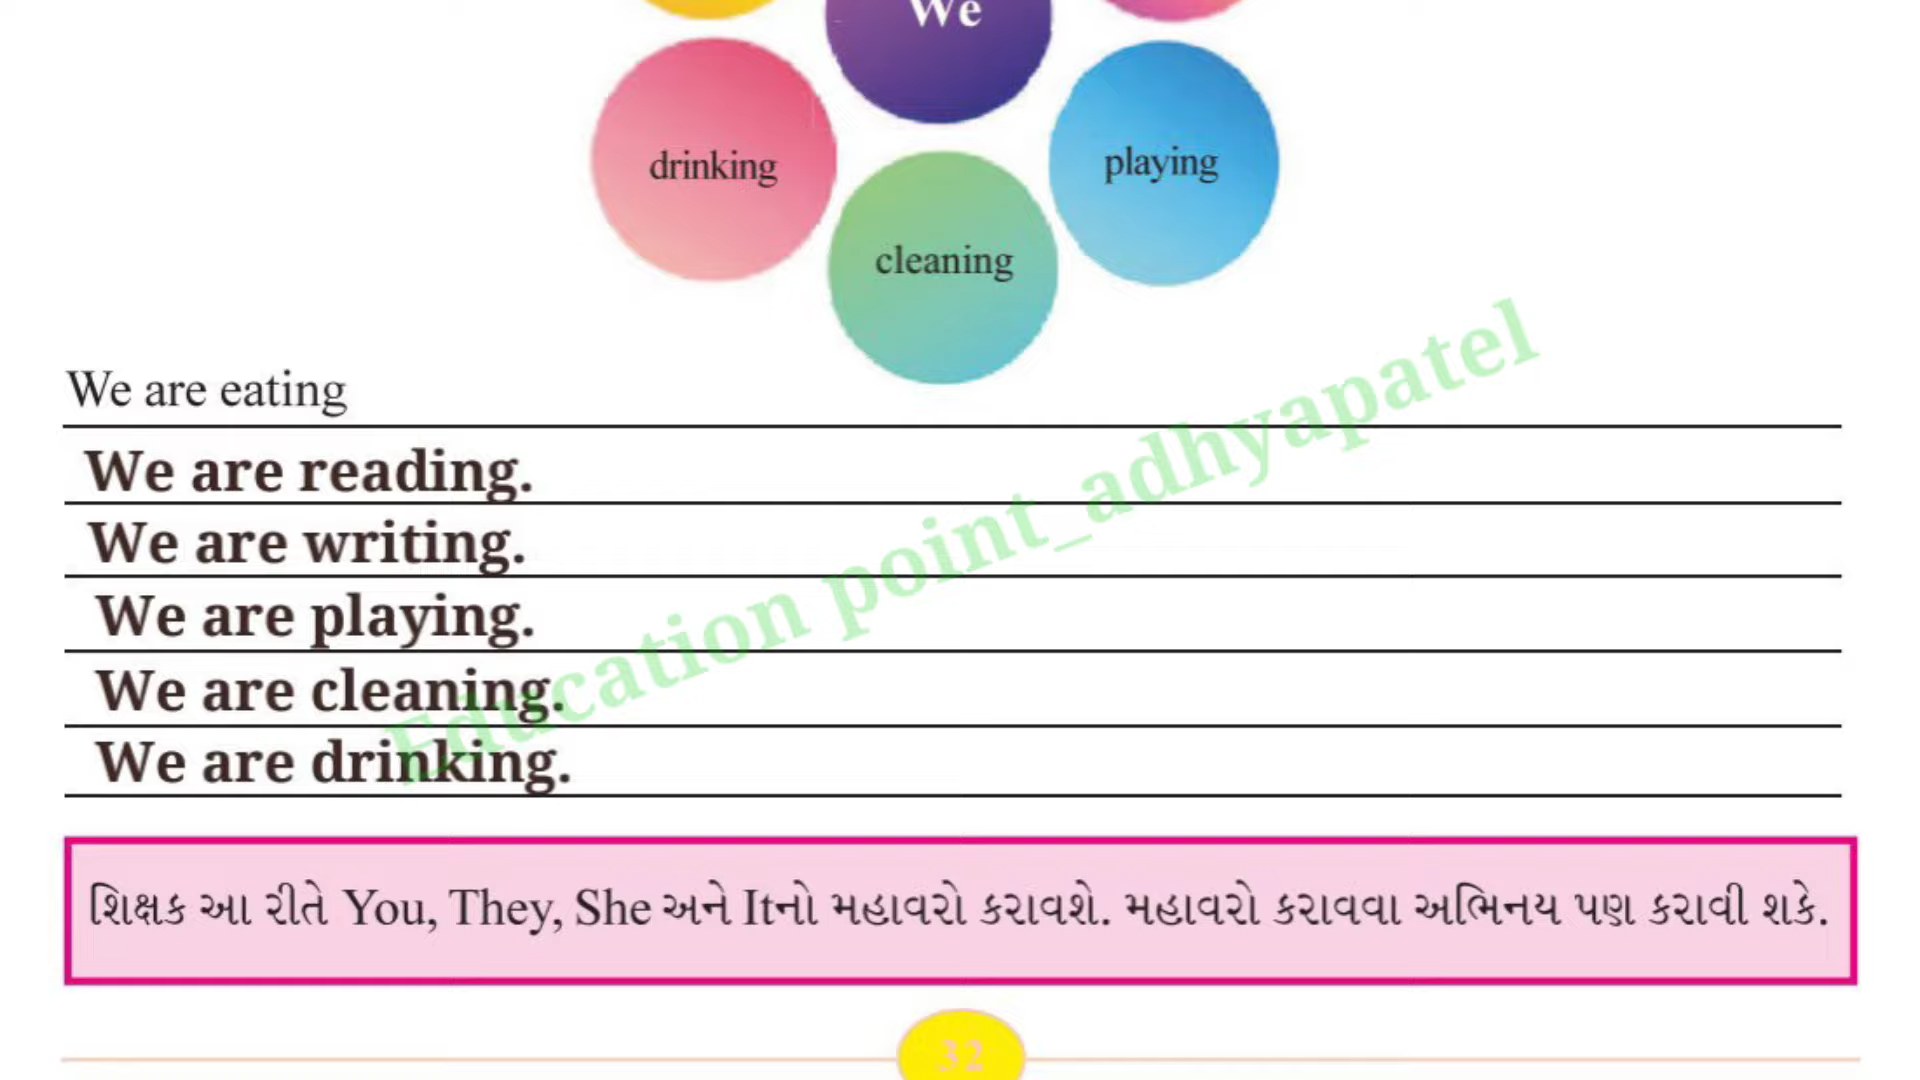 We
drinking
playing
cleaning
We are eating
We are reading.
We are writing.
We are playing.
We are cleaning.
We are drinking.
Education point_adhyapatel
શિક્ષક આ રીતે You, They, She અને Itનો મહાવરો કરાવશે. મહાવરો કરાવવા અભિનય પણ કરાવી શકે.
32